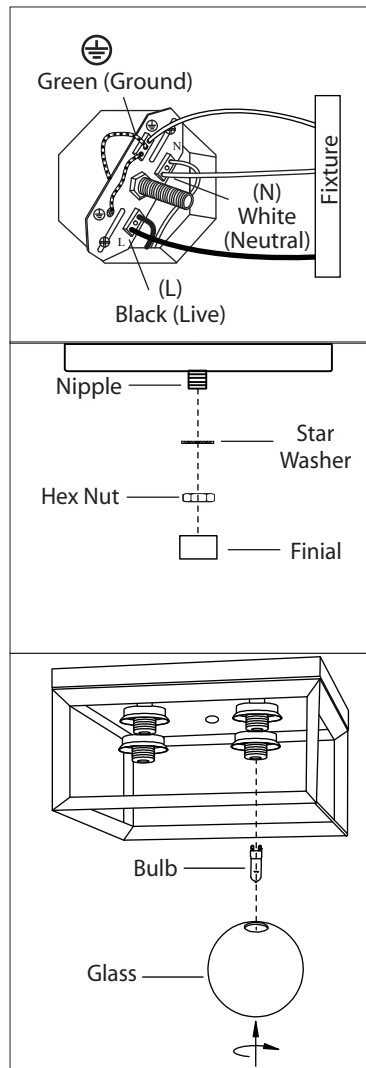 Green (Ground)
N
Fixture
(N)
White
(Neutral)
L
(L)
Black (Live)
Nipple
Star
Washer
Hex Nut
Finial
Bulb
Glass